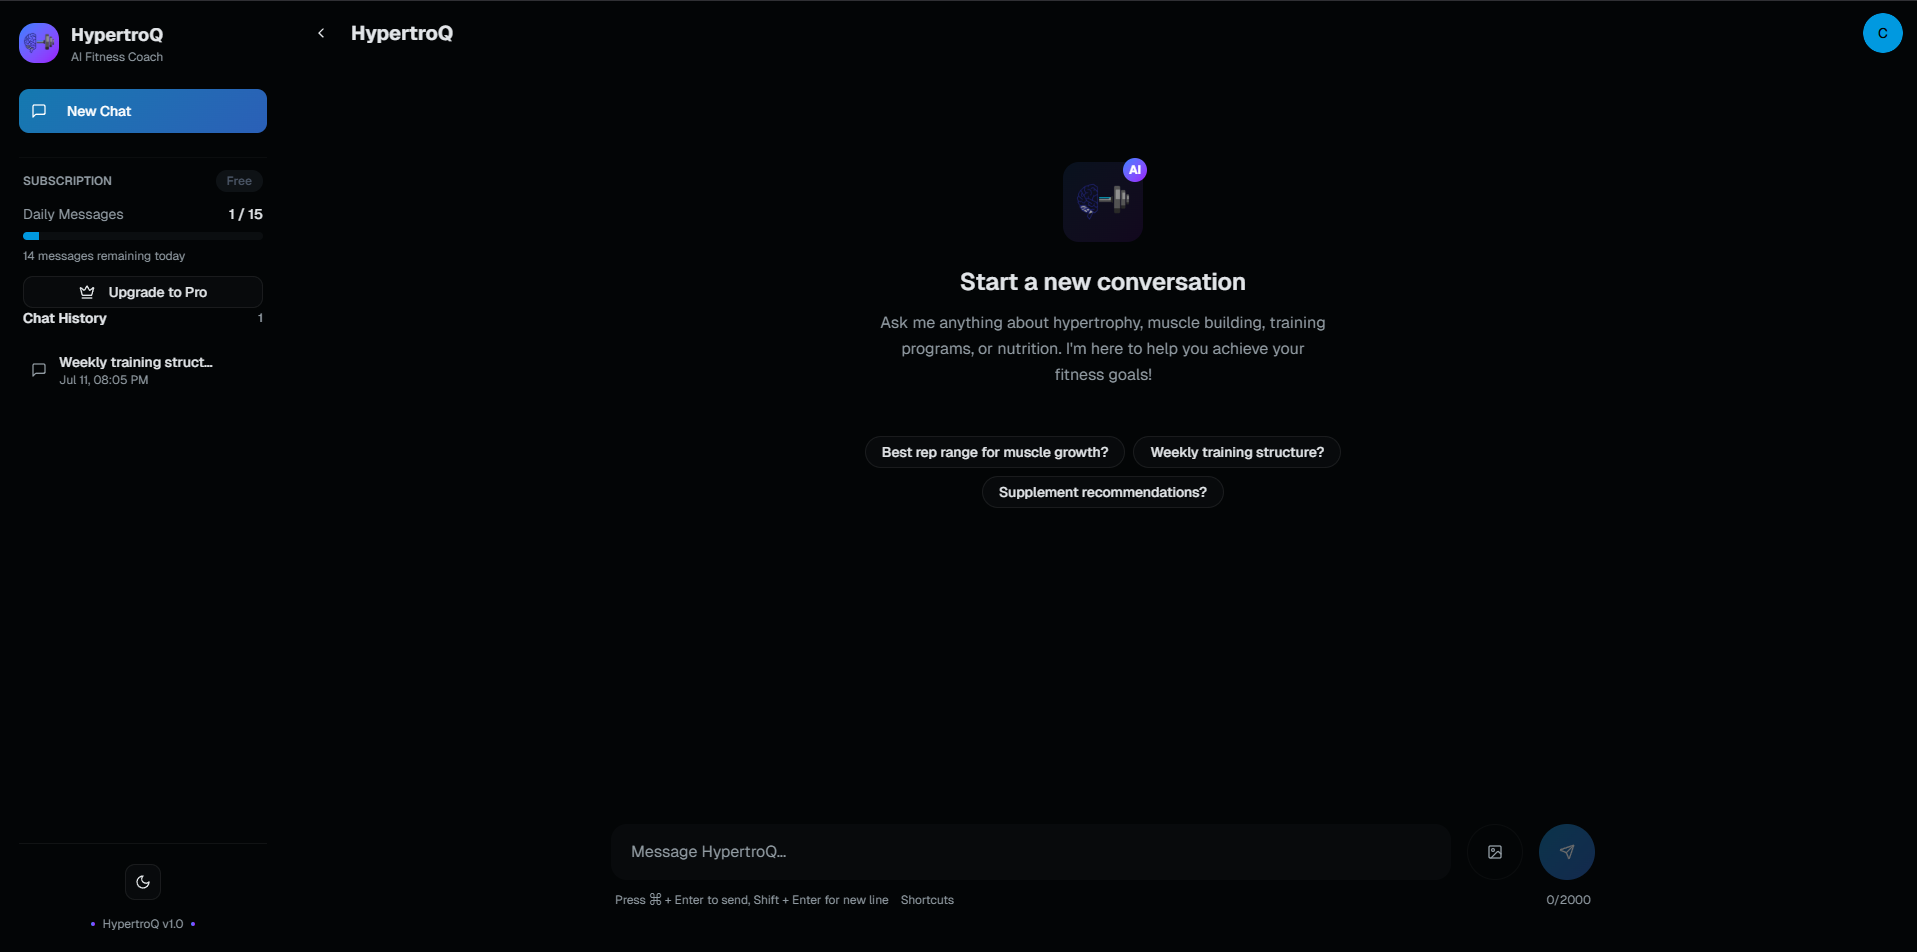 HypertroQ
AI Fitness Coach
New Chat
SUBSCRIPTION Free
Daily Messages 1 / 15
14 messages remaining today
Upgrade to Pro
Chat History 1
Weekly training struct...
Jul 11, 08:05 PM
HypertroQ v1.0
HypertroQ
C
AI
Start a new conversation
Ask me anything about hypertrophy, muscle building, training
programs, or nutrition. I'm here to help you achieve your
fitness goals!
Best rep range for muscle growth? Weekly training structure?
Supplement recommendations?
Message HypertroQ...
Press ⌘ + Enter to send, Shift + Enter for new line Shortcuts
0/2000